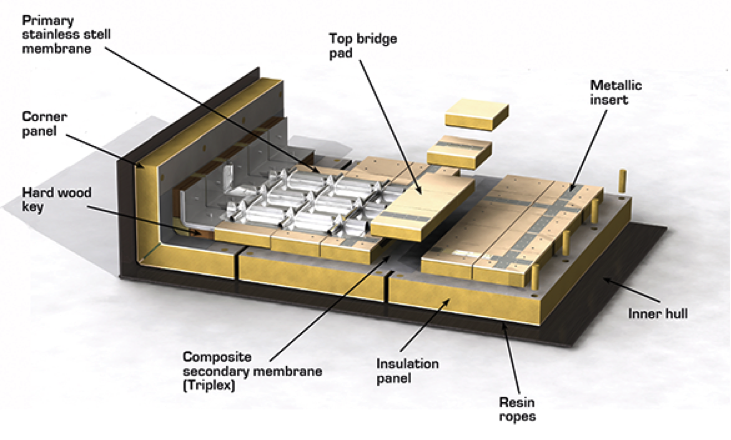 Primary
stainless stell
membrane
Top bridge
pad
Metallic
insert
Corner
panel
Hard wood
key
Inner hull
Composite
secondary membrane
(Triplex)
Insulation
panel
Resin
ropes